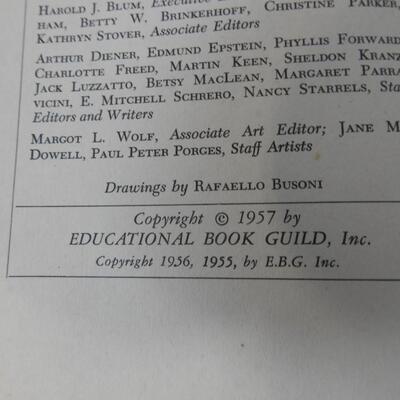 HAROLD J. BLUM, Executive
HAM, BETTY W. BRINKERHOFF, CHRISTINE PARKER,
KATHRYN STOVER, Associate Editors
ARTHUR DIENER, EDMUND EPSTEIN, PHYLLIS FORWARD
CHARLOTTE FREED, MARTIN KEEN, SHELDON KRANZ
JACK LUZZATTO, BETSY MACLEAN, MARGARET PARRA
VICINI, E. MITCHELL SCHRERO, NANCY STARRELS, Sta
Editors and Writers
MARGOT L. WOLF, Associate Art Editor; JANE M
DOWELL, PAUL PETER PORGES, Staff Artists
Drawings by RAFAELLO BUSONI
Copyright © 1957 by
EDUCATIONAL BOOK GUILD, Inc.
Copyright 1956, 1955, by E.B.G. Inc.